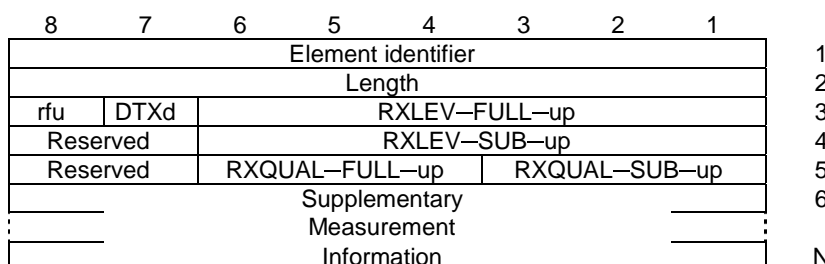 8 7 6 5 4 3 2 1
Element identifier 1
Length 2
rfu DTXd RXLEV—FULL—up 3
Reserved RXLEV—SUB—up 4
Reserved RXQUAL—FULL—up RXQUAL—SUB—up 5
Supplementary 6
Measurement
Information N